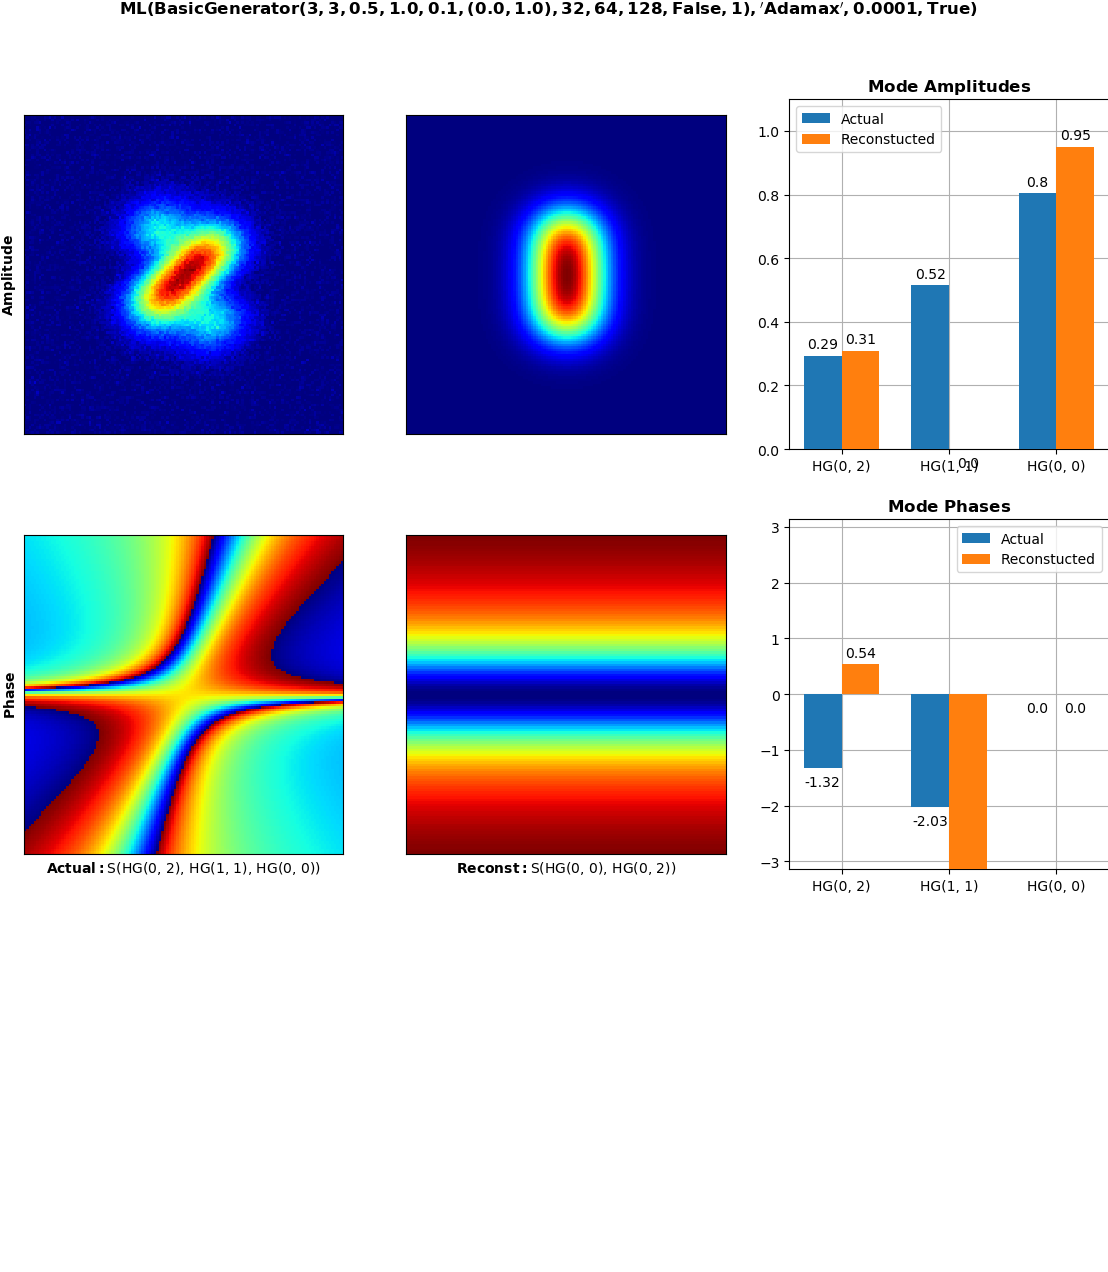 ML(BasicGenerator(3, 3, 0.5, 1.0, 0.1, (0.0, 1.0), 32, 64, 128, False, 1), ′Adamax′, 0.0001, True)
Amplitude
Mode Amplitudes
Actual
Reconstucted
1.0
0.8
0.6
0.4
0.2
0.0
0.29
0.31
0.52
0.0
0.8
0.95
HG(0, 2)
HG(1, 1)
HG(0, 0)
Phase
Actual: S(HG(0, 2), HG(1, 1), HG(0, 0))
Reconst: S(HG(0, 0), HG(0, 2))
Mode Phases
Actual
Reconstucted
3
2
1
0
−1
−2
−3
-1.32
0.54
-2.03
0.0
0.0
HG(0, 2)
HG(1, 1)
HG(0, 0)